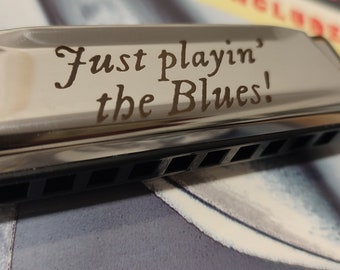 Just playin'
the Blues!